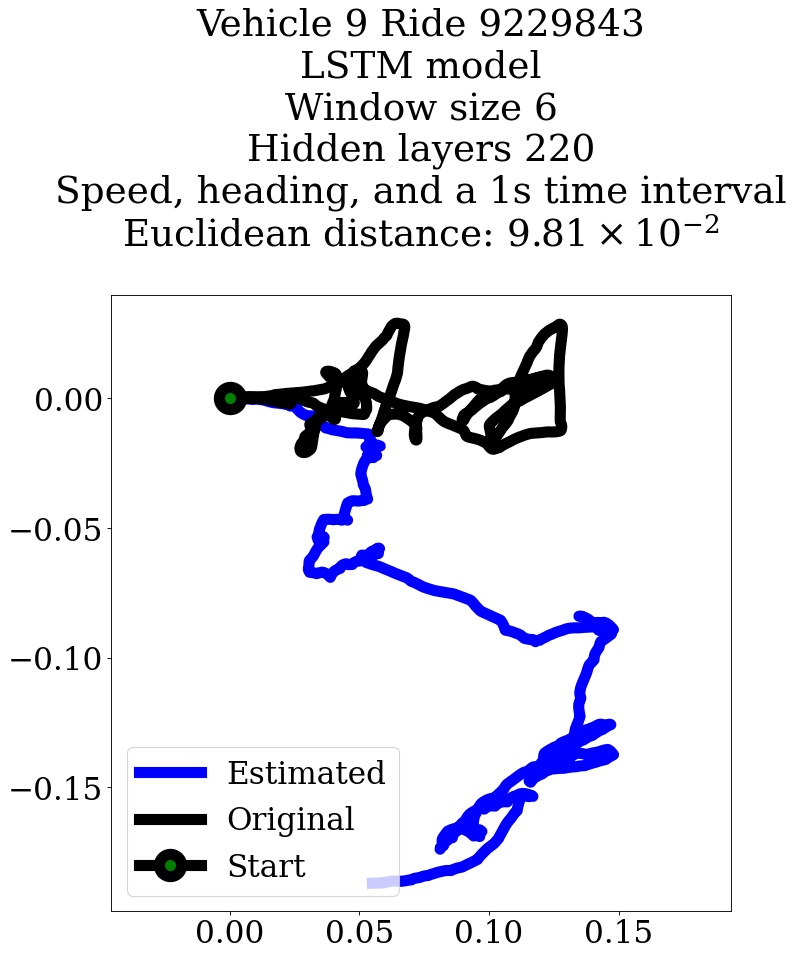 Vehicle 9 Ride 9229843
LSTM model
Window size 6
Hidden layers 220
Speed, heading, and a 1s time interval
Euclidean distance: 9.81 × 10⁻²
0.00
−0.05
−0.10
−0.15
Estimated
Original
Start
0.00 0.05 0.10 0.15